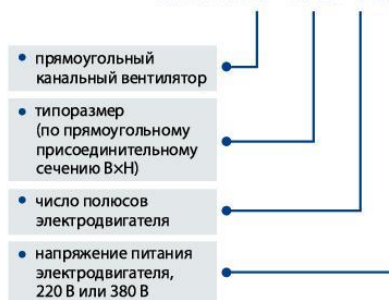 прямоугольный
канальный вентилятор
типоразмер
(по прямоугольному
присоединительному
сечению B×H)
число полюсов
электродвигателя
напряжение питания
электродвигателя,
220 В или 380 В